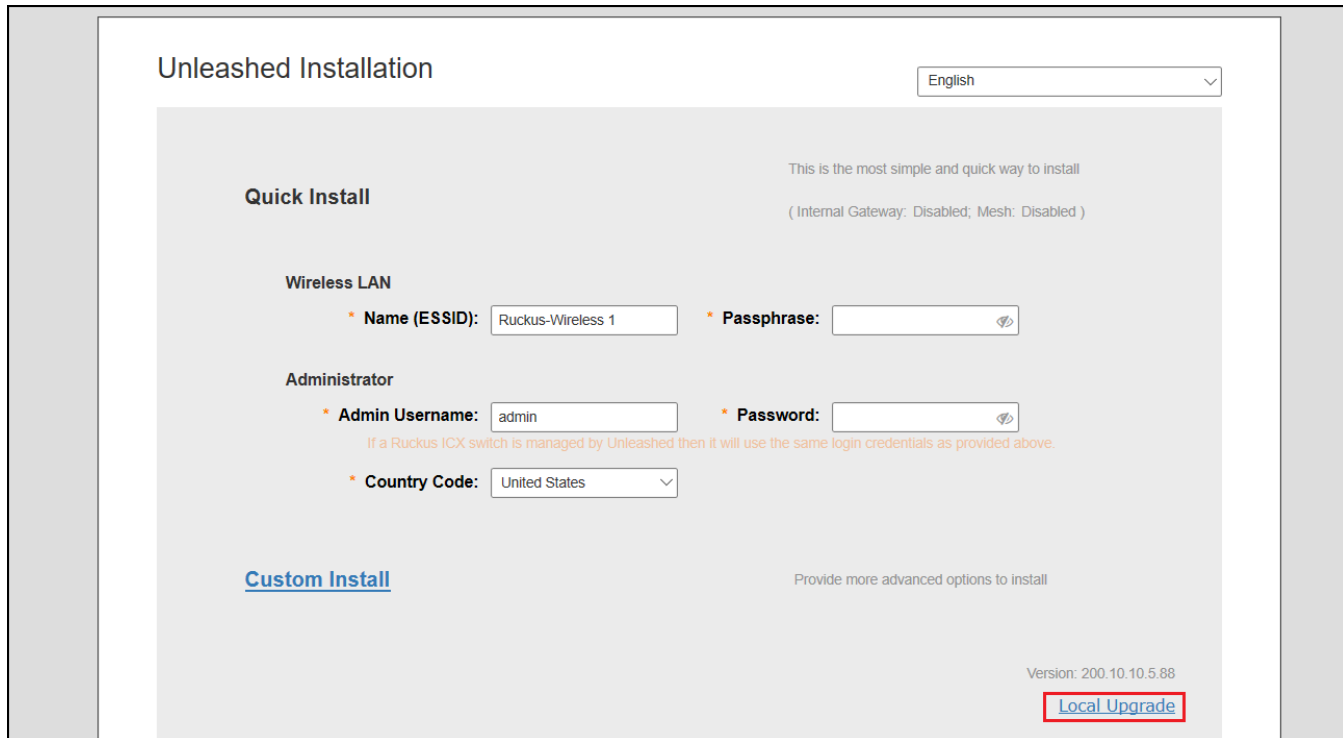 Unleashed Installation
English
This is the most simple and quick way to install
Quick Install
( Internal Gateway: Disabled; Mesh: Disabled )
Wireless LAN
* Name (ESSID): Ruckus-Wireless 1 * Passphrase:
Administrator
* Admin Username: admin * Password:
If a Ruckus ICX switch is managed by Unleashed then it will use the same login credentials as provided above.
* Country Code: United States
Custom Install Provide more advanced options to install
Version: 200.10.10.5.88
Local Upgrade